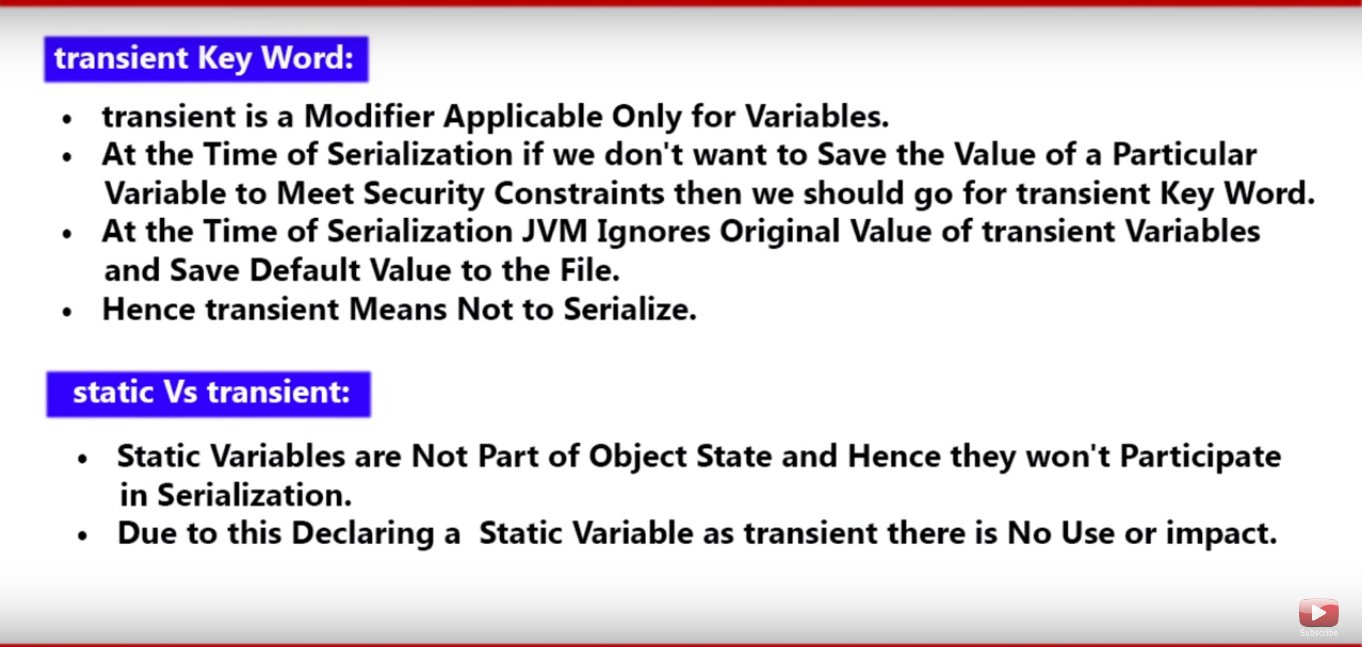 transient Key Word:
• transient is a Modifier Applicable Only for Variables.
• At the Time of Serialization if we don't want to Save the Value of a Particular
Variable to Meet Security Constraints then we should go for transient Key Word.
• At the Time of Serialization JVM Ignores Original Value of transient Variables
and Save Default Value to the File.
• Hence transient Means Not to Serialize.
static Vs transient:
• Static Variables are Not Part of Object State and Hence they won't Participate
in Serialization.
• Due to this Declaring a Static Variable as transient there is No Use or impact.
Subscribe